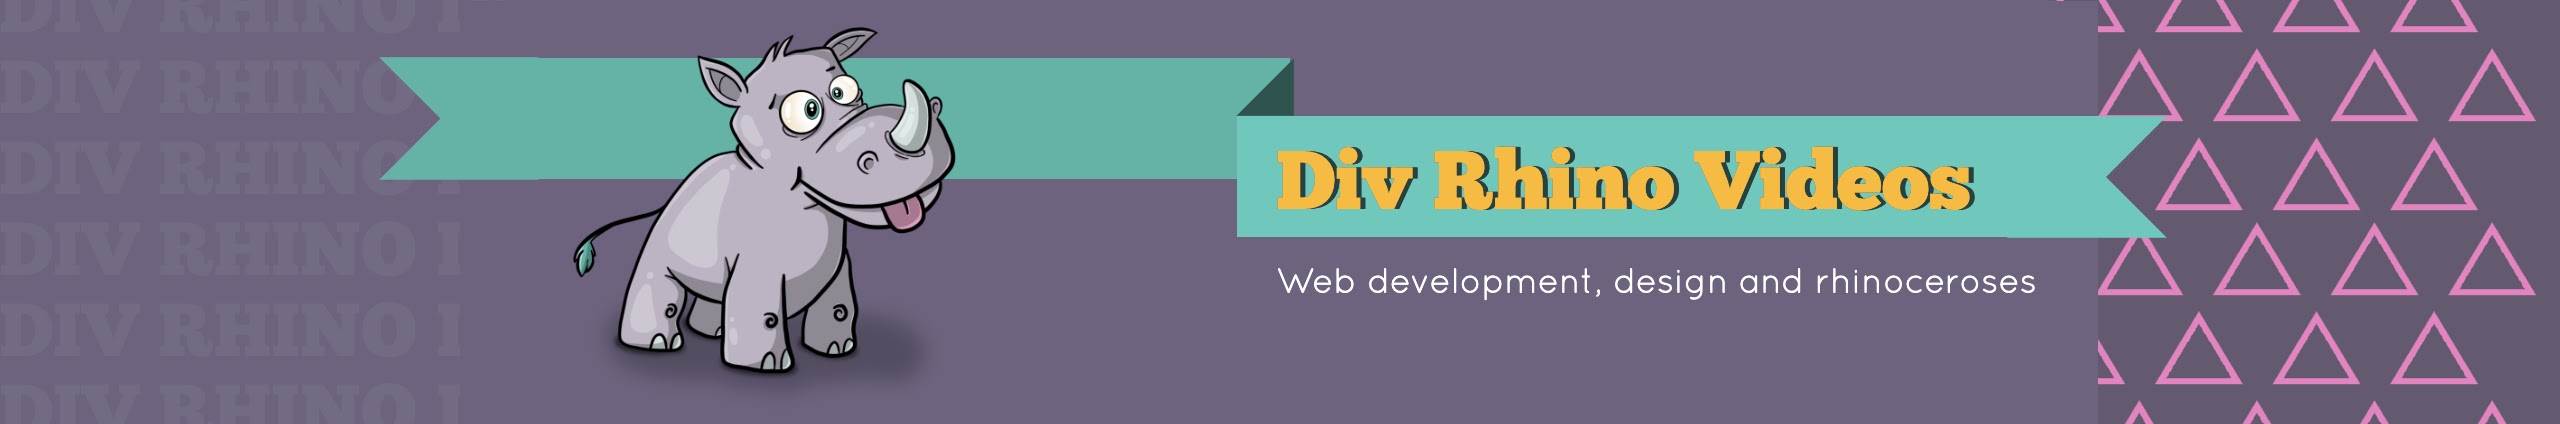 DIV RHINO I
DIV RHINO
DIV RHINO
DIV RHINO I
DIV RHINO I
DIV RHINO I
Div Rhino Videos
Web development, design and rhinoceroses